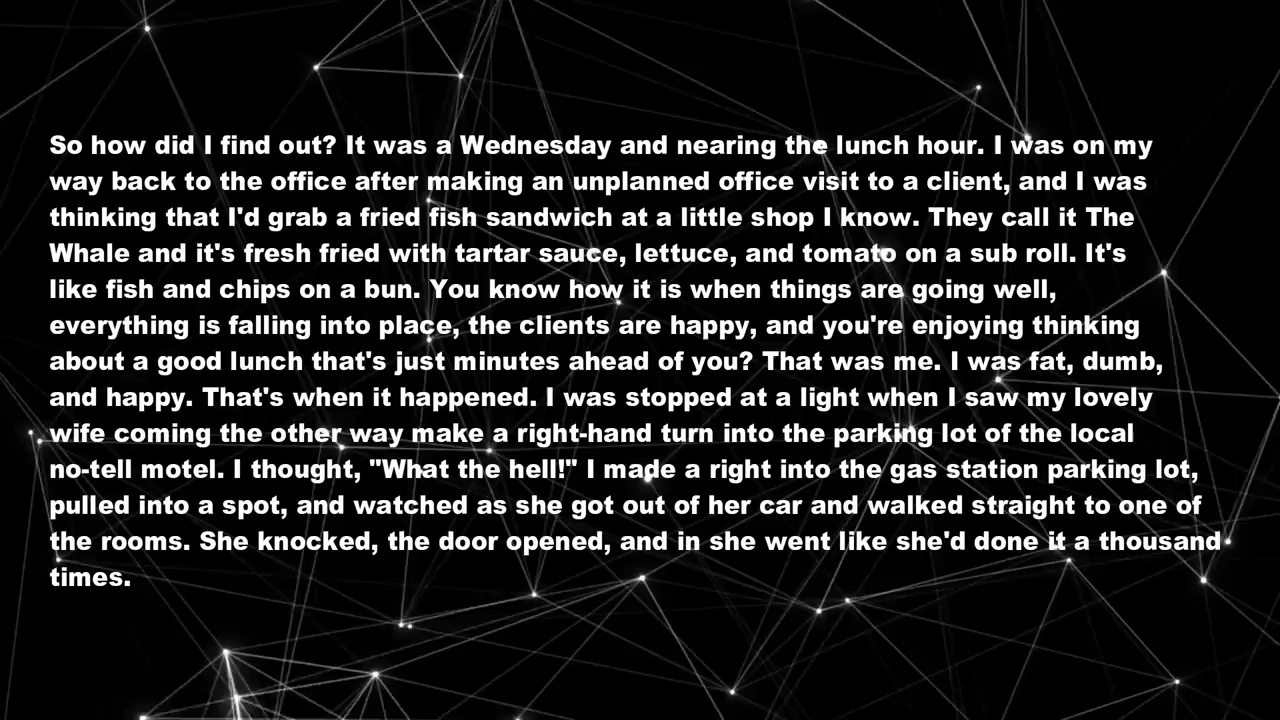 So how did I find out? It was a Wednesday and nearing the lunch hour. I was on my
way back to the office after making an unplanned office visit to a client, and I was
thinking that I'd grab a fried fish sandwich at a little shop I know. They call it The
Whale and it's fresh fried with tartar sauce, lettuce, and tomato on a sub roll. It's
like fish and chips on a bun. You know how it is when things are going well,
everything is falling into place, the clients are happy, and you're enjoying thinking
about a good lunch that's just minutes ahead of you? That was me. I was fat, dumb,
and happy. That's when it happened. I was stopped at a light when I saw my lovely
wife coming the other way make a right-hand turn into the parking lot of the local
no-tell motel. I thought, "What the hell!" I made a right into the gas station parking lot,
pulled into a spot, and watched as she got out of her car and walked straight to one of
the rooms. She knocked, the door opened, and in she went like she'd done it a thousand
times.